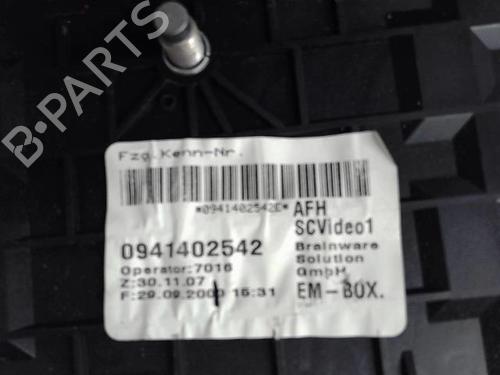 Fzg.Kenn-Nr.
*0941402542E*
AFH
SCVideo1
0941402542
Brainware
Solution
GmbH
Operator:7016
Z:30.11.07
F:29.09.2000 15:31
EM-BOX.
B-PARTS